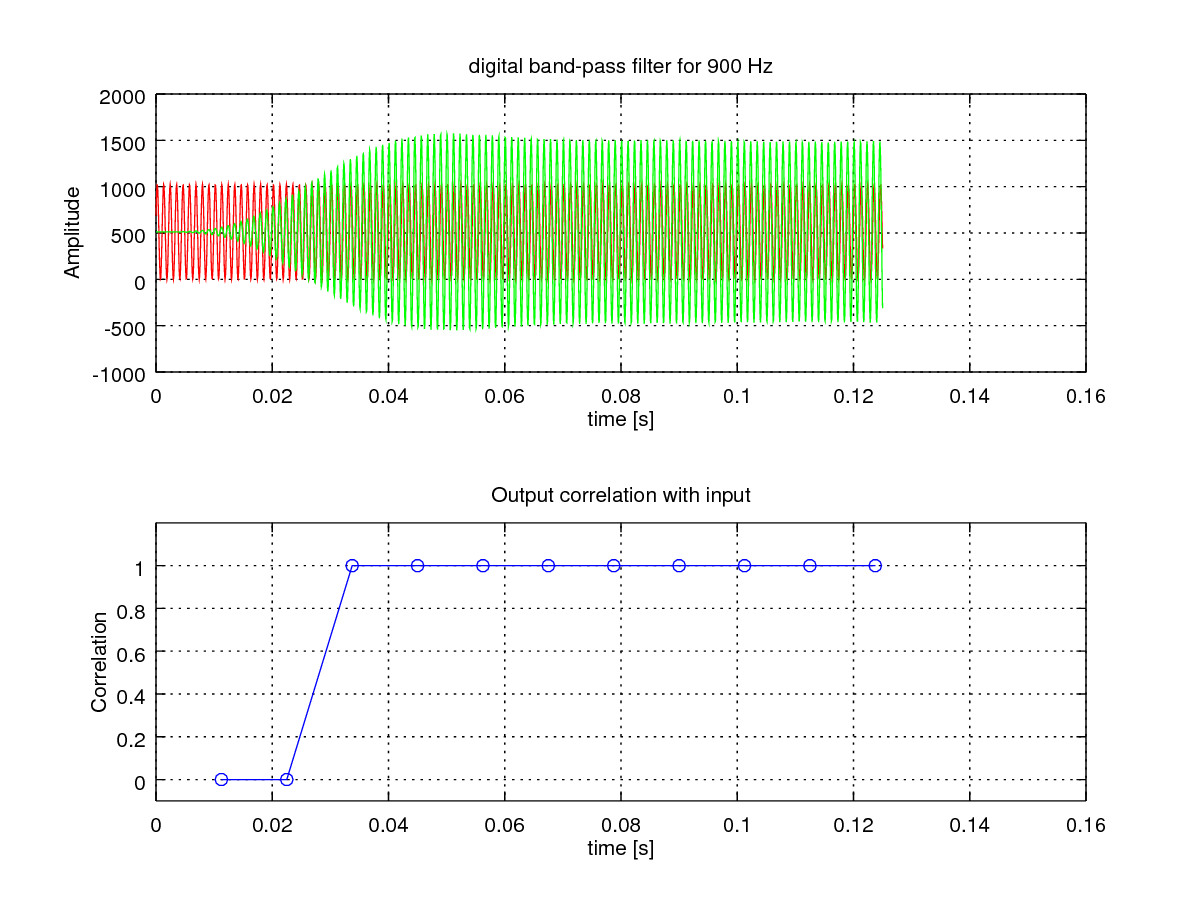 digital band-pass filter for 900 Hz
2000
1500
1000
500
0
-500
-1000
Amplitude
0 0.02 0.04 0.06 0.08 0.1 0.12 0.14 0.16
time [s]
Output correlation with input
1
0.8
0.6
0.4
0.2
0
Correlation
0 0.02 0.04 0.06 0.08 0.1 0.12 0.14 0.16
time [s]